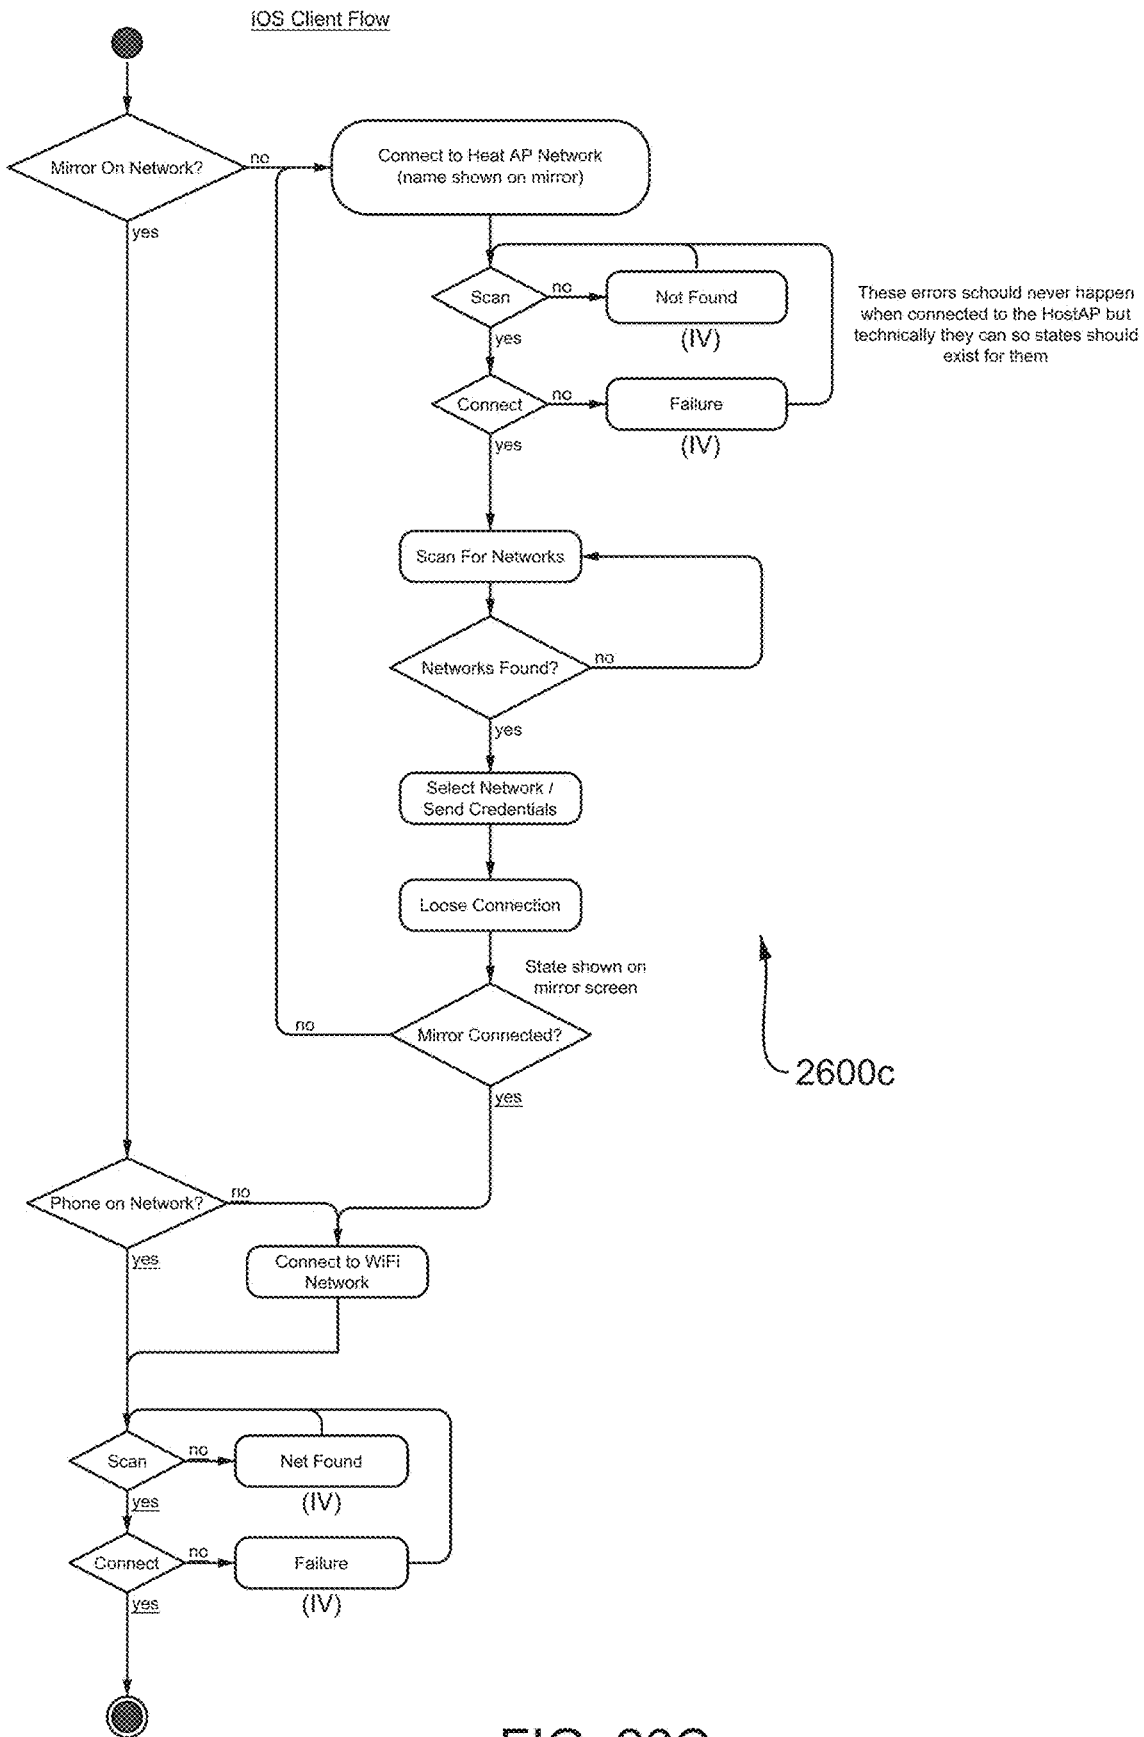 iOS Client Flow
Mirror On Network?
no
yes
Connect to Heat AP Network
(name shown on mirror)
Scan
no
Not Found
(IV)
yes
These errors schould never happen
when connected to the HostAP but
technically they can so states should
exist for them
Connect
no
Failure
(IV)
yes
Scan For Networks
Networks Found?
no
yes
Select Network /
Send Credentials
Loose Connection
State shown on
mirror screen
Mirror Connected?
no
yes
2600c
Phone on Network?
no
yes
Connect to WiFi
Network
Scan
no
Net Found
(IV)
yes
Connect
no
Failure
(IV)
yes